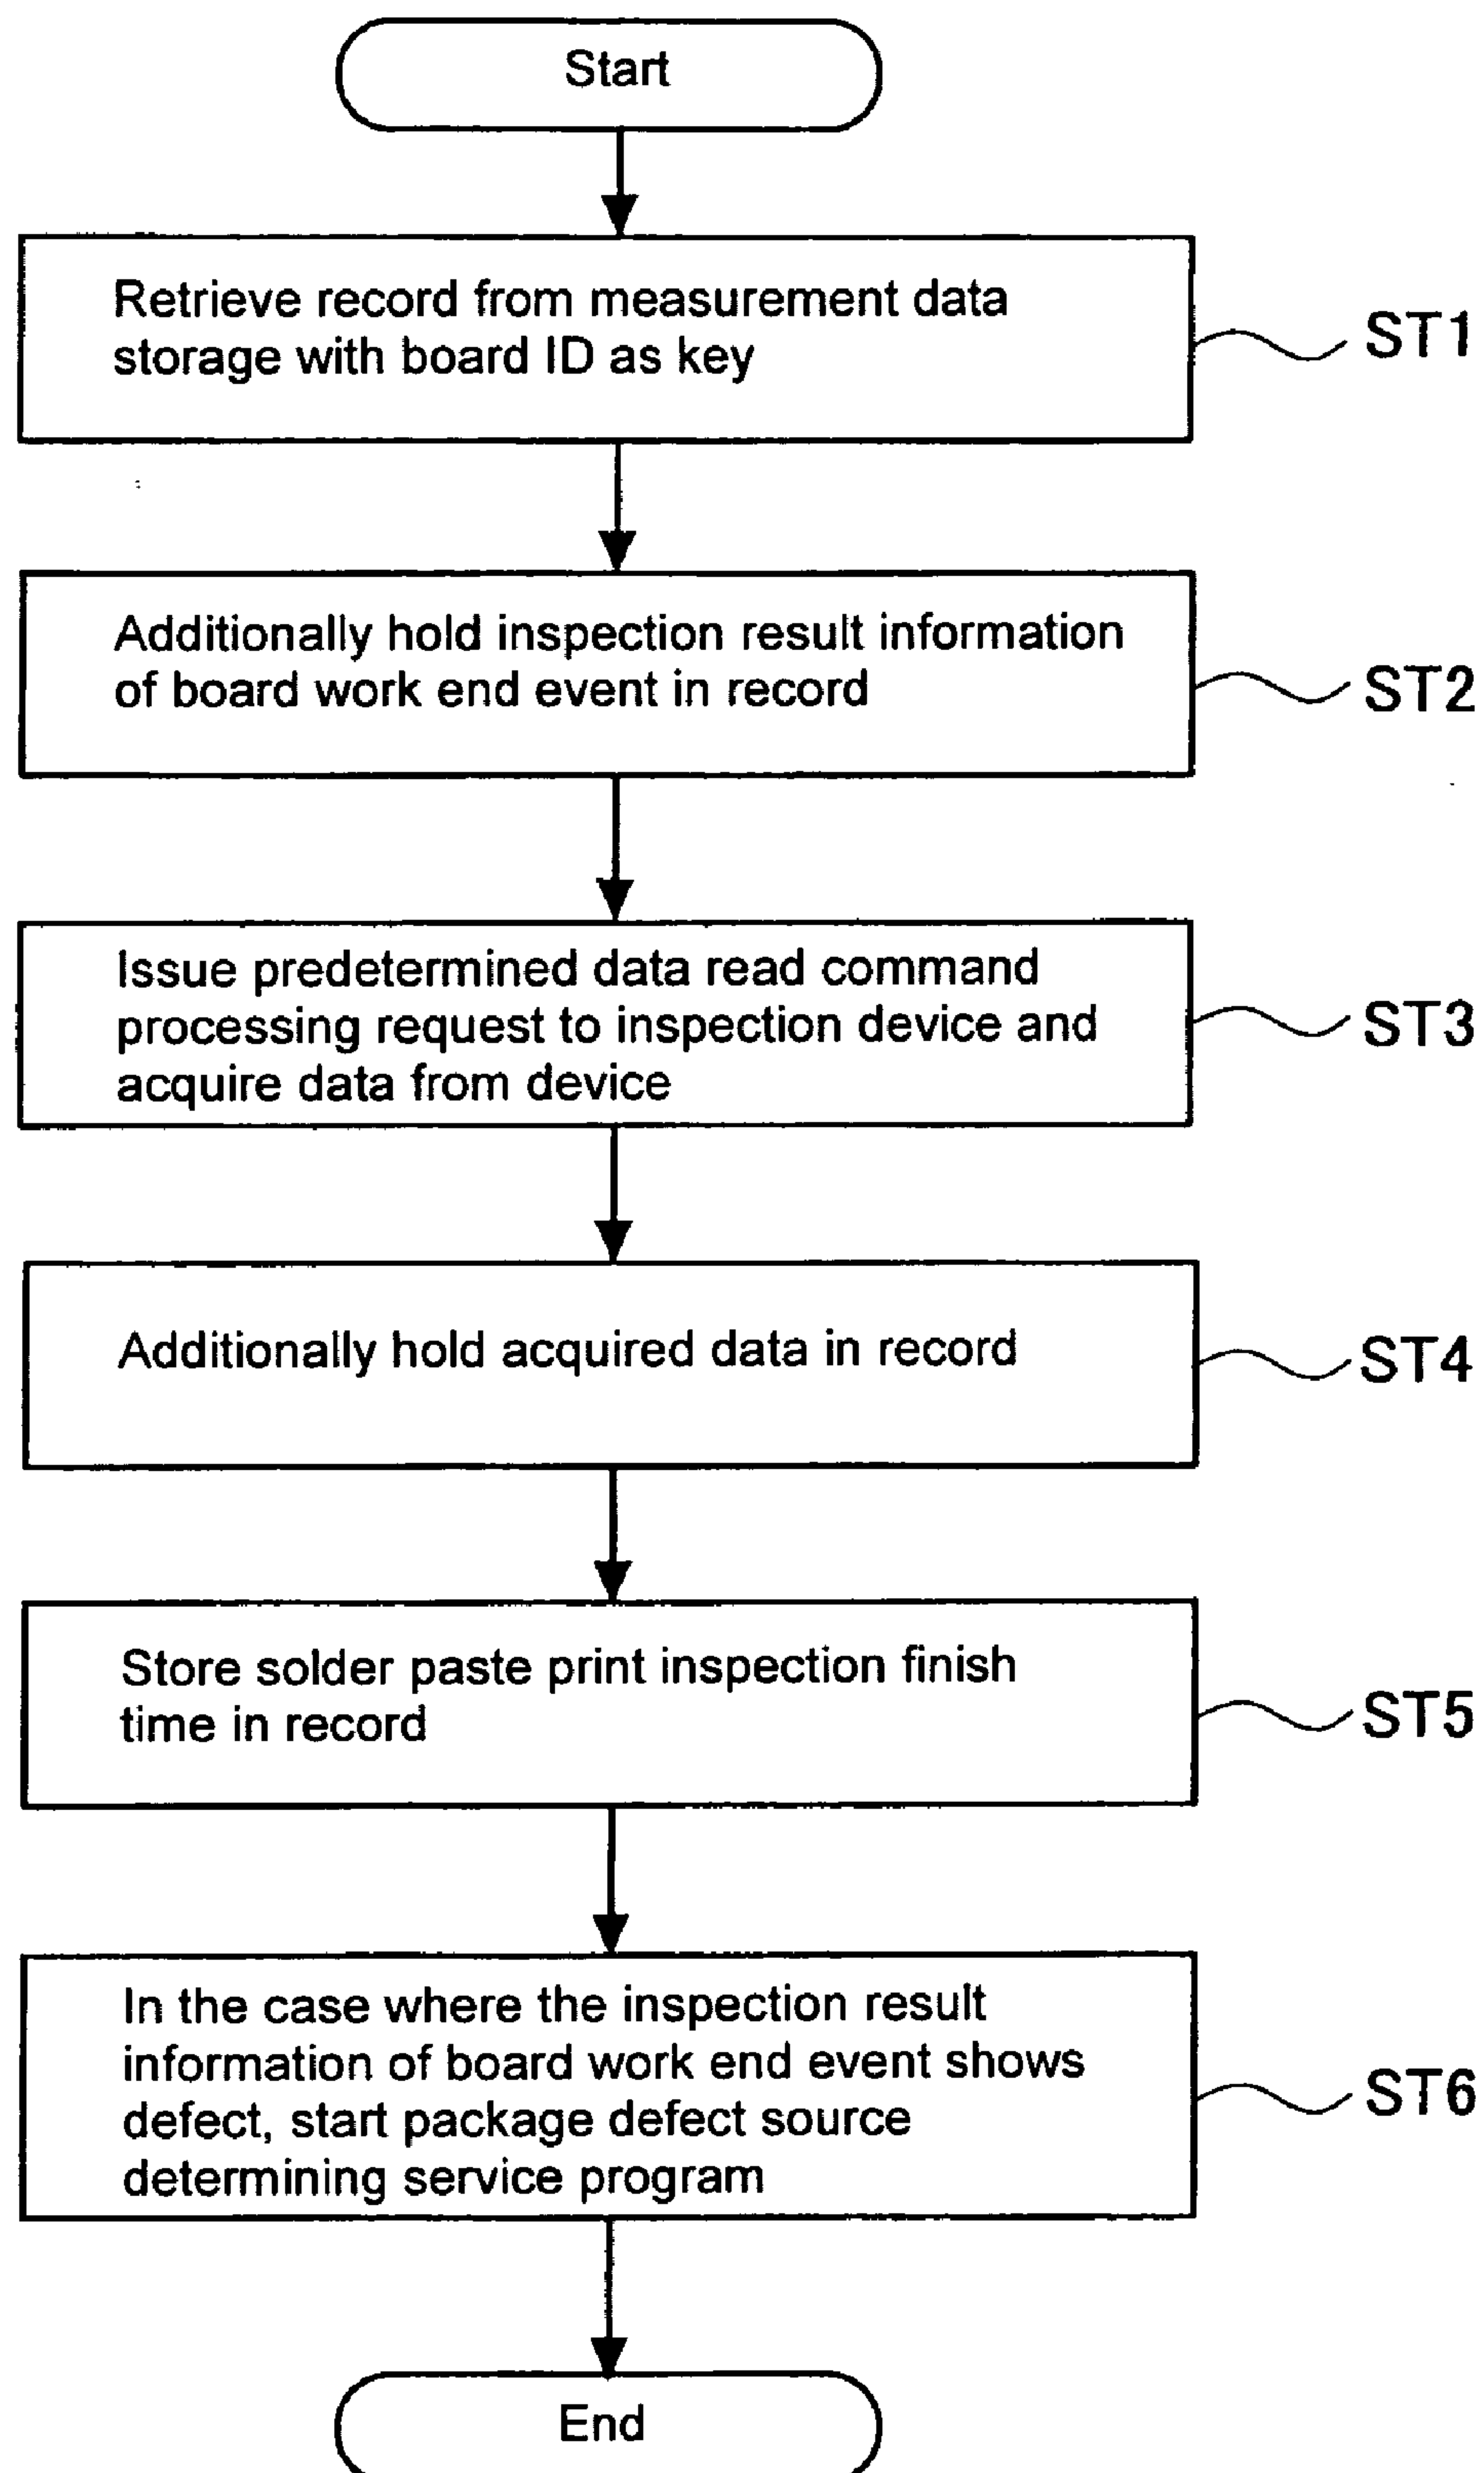 Start
Retrieve record from measurement data
storage with board ID as key
ST1
Additionally hold inspection result information
of board work end event in record
ST2
Issue predetermined data read command
processing request to inspection device and
acquire data from device
ST3
Additionally hold acquired data in record
ST4
Store solder paste print inspection finish
time in record
ST5
In the case where the inspection result
information of board work end event shows
defect, start package defect source
determining service program
ST6
End